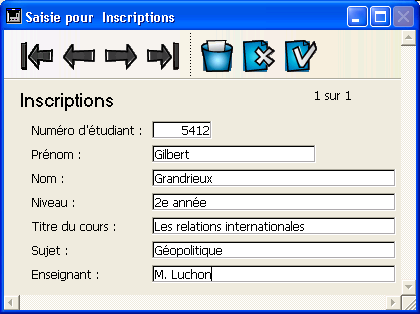 Saisie pour Inscriptions
Inscriptions
1 sur 1
Numéro d'étudiant : 5412
Prénom : Gilbert
Nom : Grandrieux
Niveau : 2e année
Titre du cours : Les relations internationales
Sujet : Géopolitique
Enseignant : M. Luchon